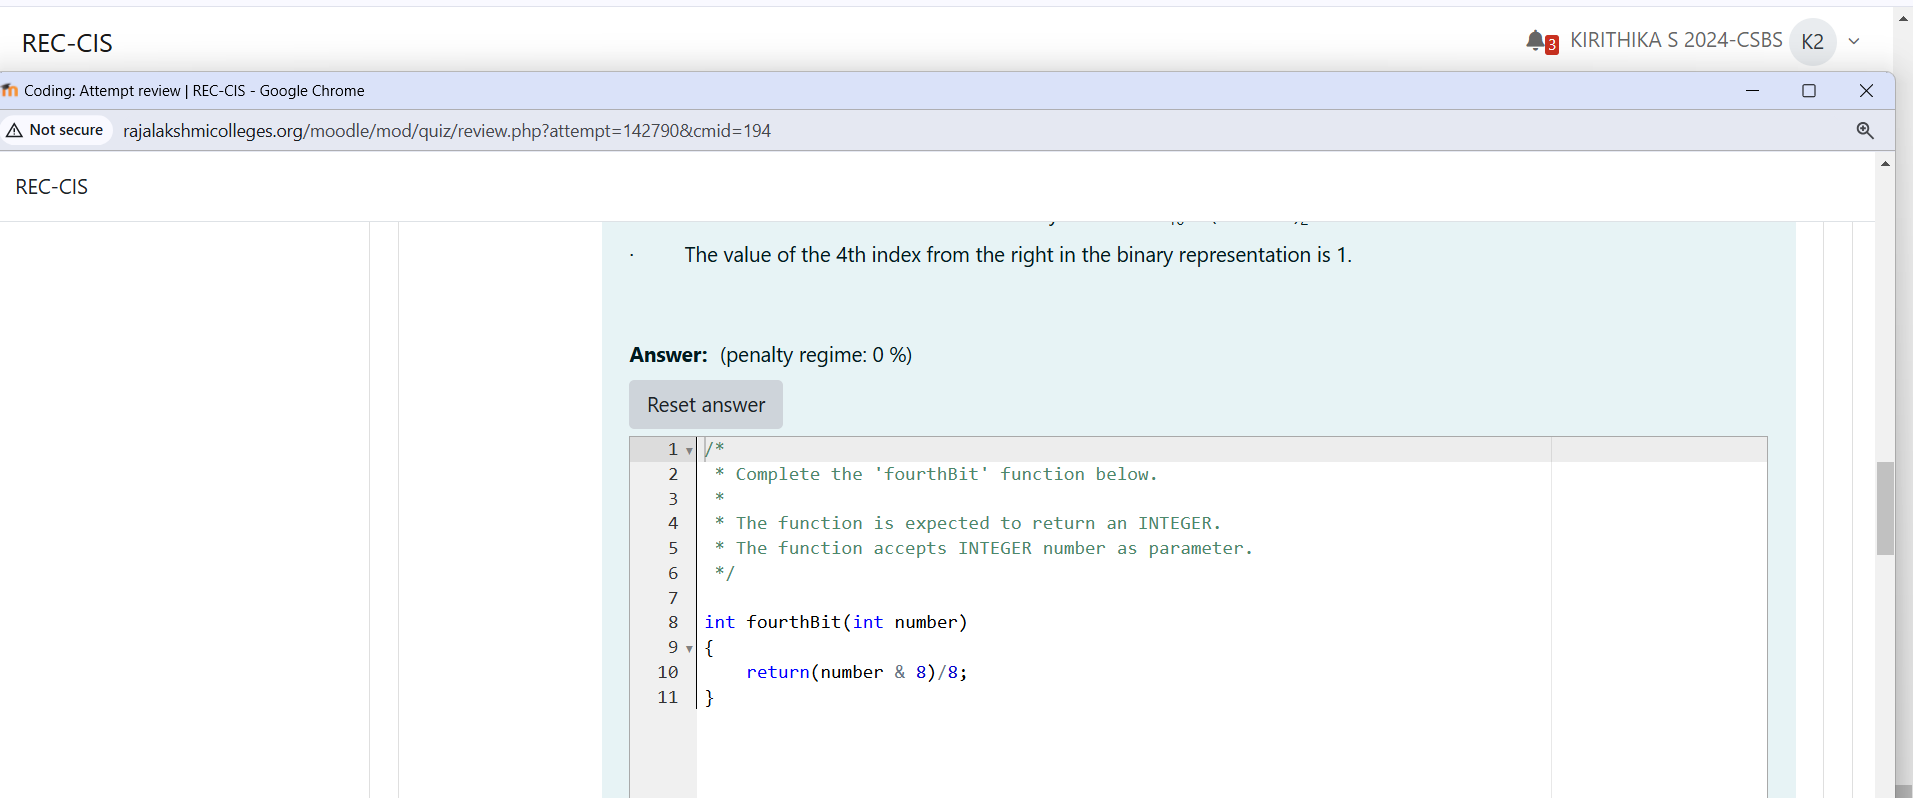 REC-CIS
3 KIRITHIKA S 2024-CSBS K2
Coding: Attempt review | REC-CIS - Google Chrome
Not secure rajalakshmicolleges.org/moodle/mod/quiz/review.php?attempt=142790&cmid=194
REC-CIS
· The value of the 4th index from the right in the binary representation is 1.
Answer: (penalty regime: 0 %)
Reset answer
1 /*
2 * Complete the 'fourthBit' function below.
3 *
4 * The function is expected to return an INTEGER.
5 * The function accepts INTEGER number as parameter.
6 */
7
8 int fourthBit(int number)
9 {
10 return(number & 8)/8;
11 }